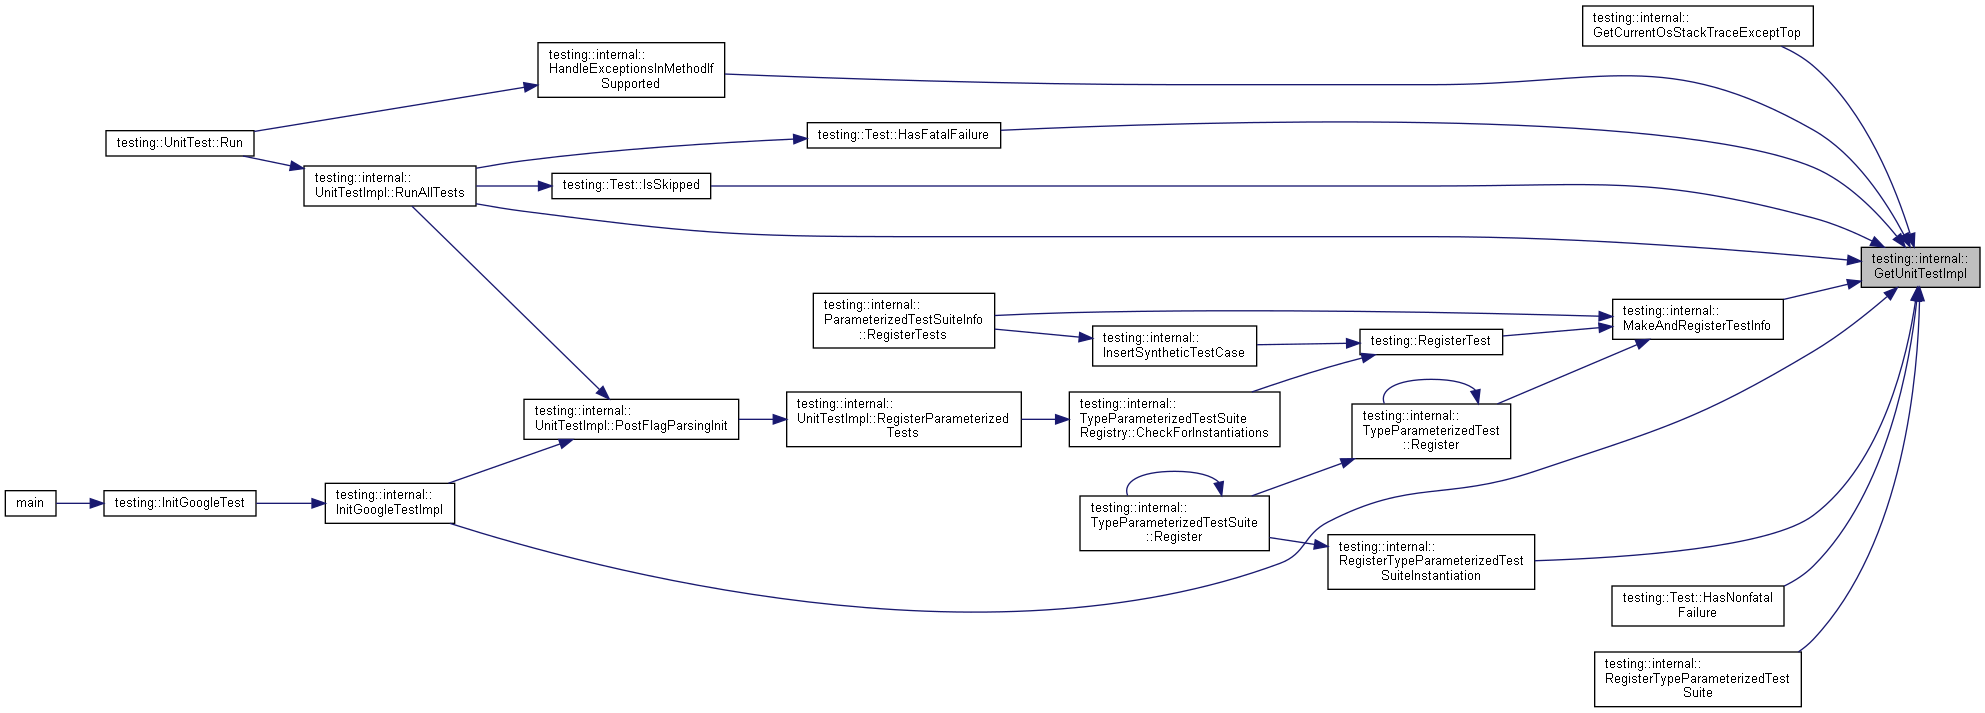 testing::internal::
GetCurrentOsStackTraceExceptTop
testing::internal::
HandleExceptionsInMethodIf
Supported
testing::Test::HasFatalFailure
testing::UnitTest::Run
testing::internal::
UnitTestImpl::RunAllTests
testing::Test::IsSkipped
testing::internal::
GetUnitTestImpl
testing::internal::
ParameterizedTestSuiteInfo
::RegisterTests
testing::internal::
MakeAndRegisterTestInfo
testing::internal::
InsertSyntheticTestCase
testing::RegisterTest
testing::internal::
UnitTestImpl::PostFlagParsingInit
testing::internal::
UnitTestImpl::RegisterParameterized
Tests
testing::internal::
TypeParameterizedTestSuite
Registry::CheckForInstantiations
testing::internal::
TypeParameterizedTest
::Register
main
testing::InitGoogleTest
testing::internal::
InitGoogleTestImpl
testing::internal::
TypeParameterizedTestSuite
::Register
testing::internal::
RegisterTypeParameterizedTest
SuiteInstantiation
testing::Test::HasNonfatal
Failure
testing::internal::
RegisterTypeParameterizedTest
Suite